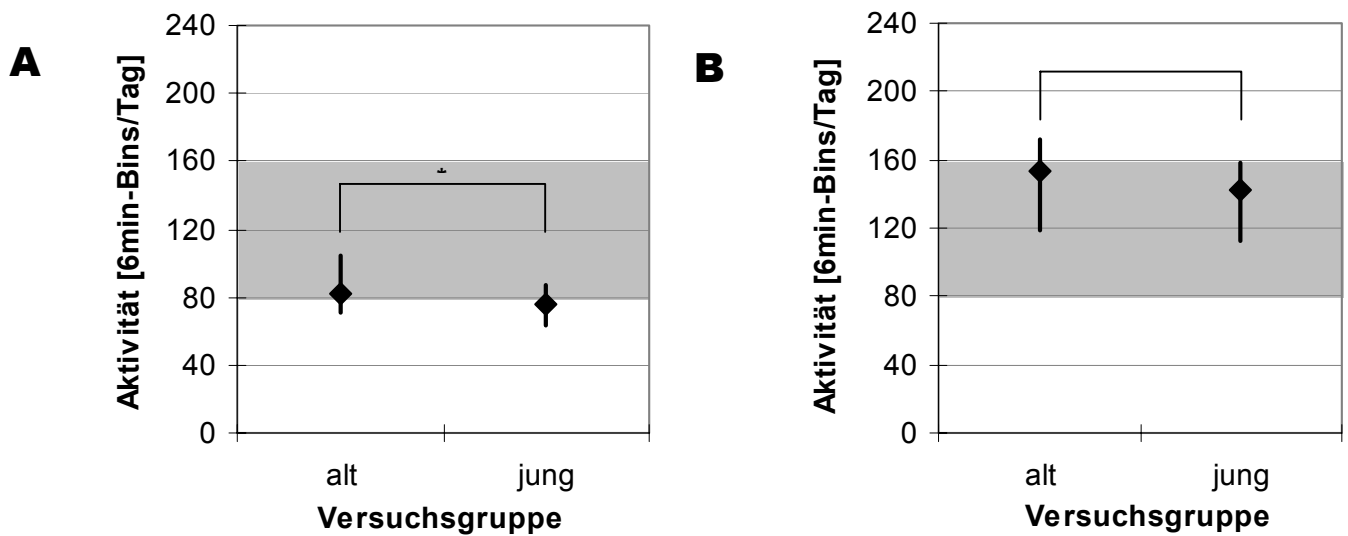 A
Aktivität [6min-Bins/Tag]
240
200
160
120
80
40
0
*
alt jung
Versuchsgruppe
B
Aktivität [6min-Bins/Tag]
240
200
160
120
80
40
0
alt jung
Versuchsgruppe